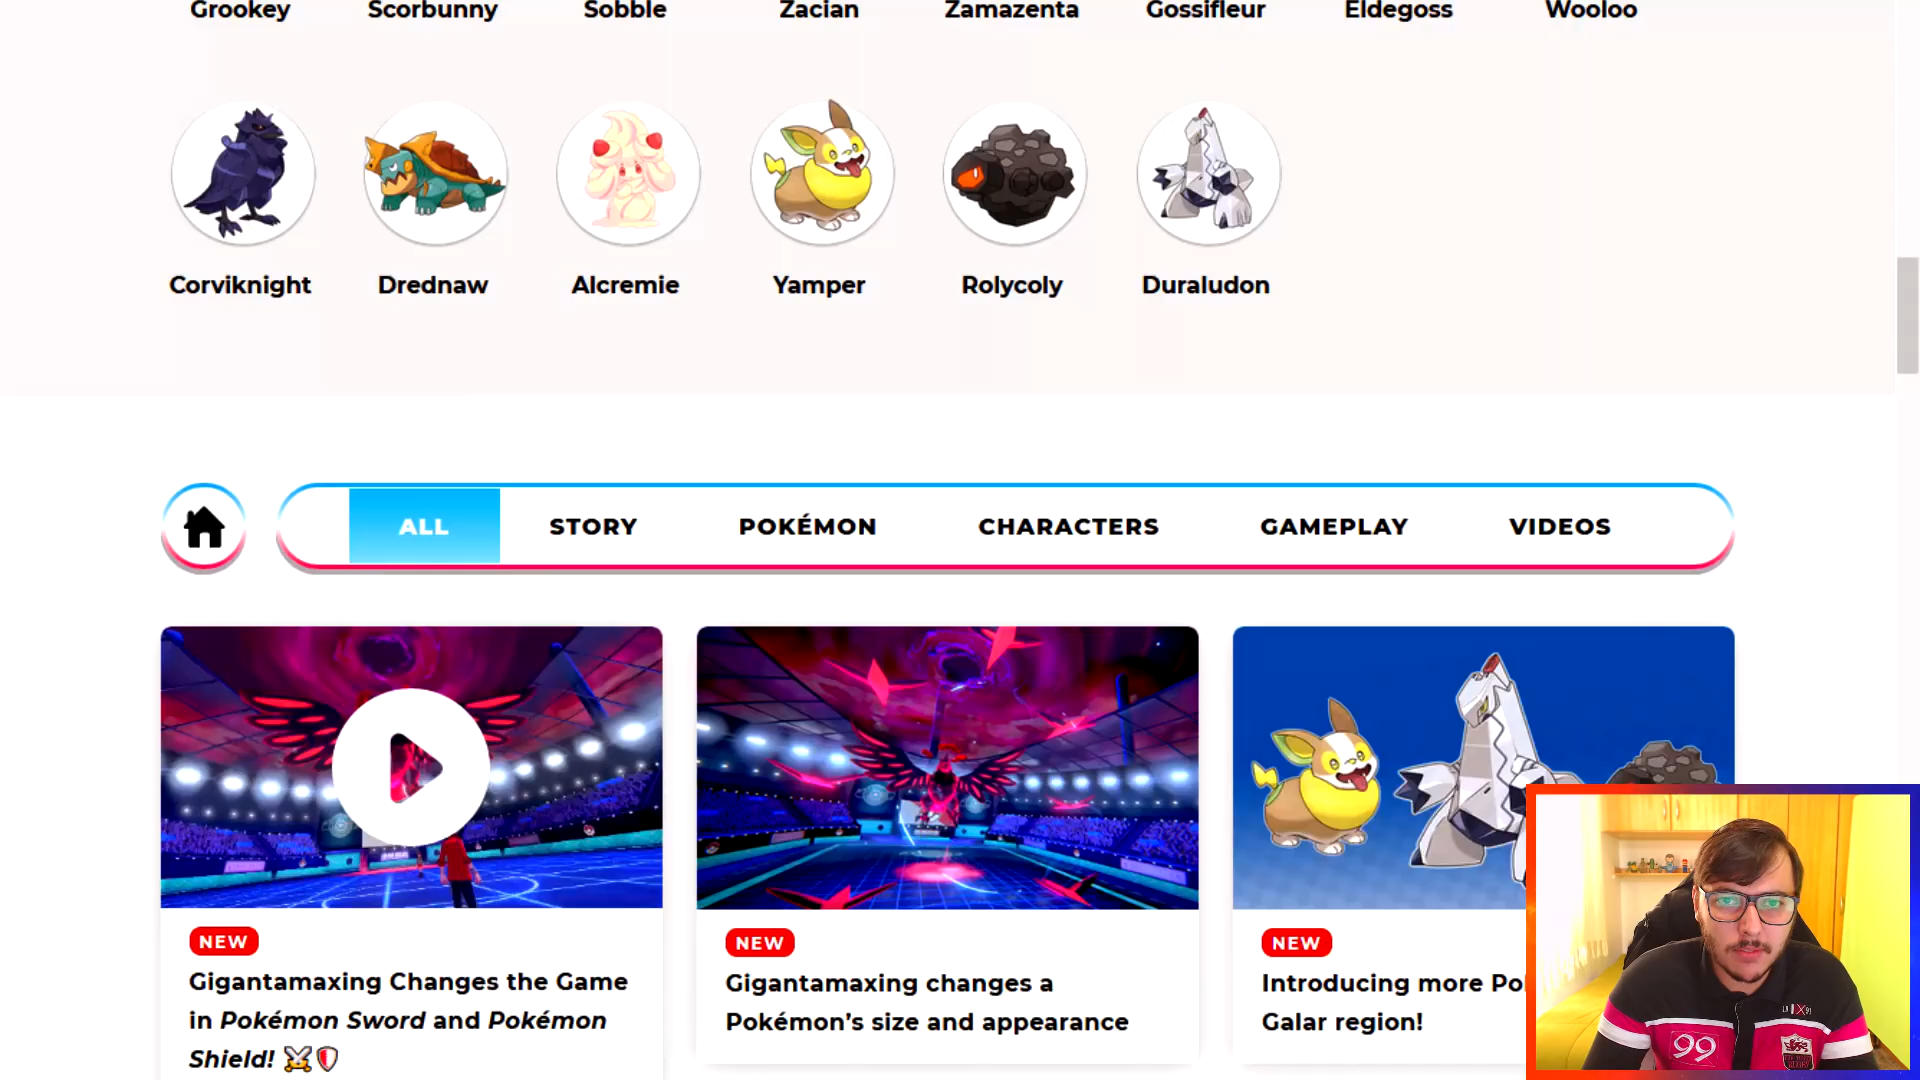 Grookey Scorbunny Sobble Zacian Zamazenta Gossifleur Eldegoss Wooloo
Corviknight Drednaw Alcremie Yamper Rolycoly Duraludon
ALL STORY POKÉMON CHARACTERS GAMEPLAY VIDEOS
NEW
Gigantamaxing Changes the Game
in Pokémon Sword and Pokémon
Shield!
NEW
Gigantamaxing changes a
Pokémon’s size and appearance
NEW
Introducing more Po
Galar region!
99